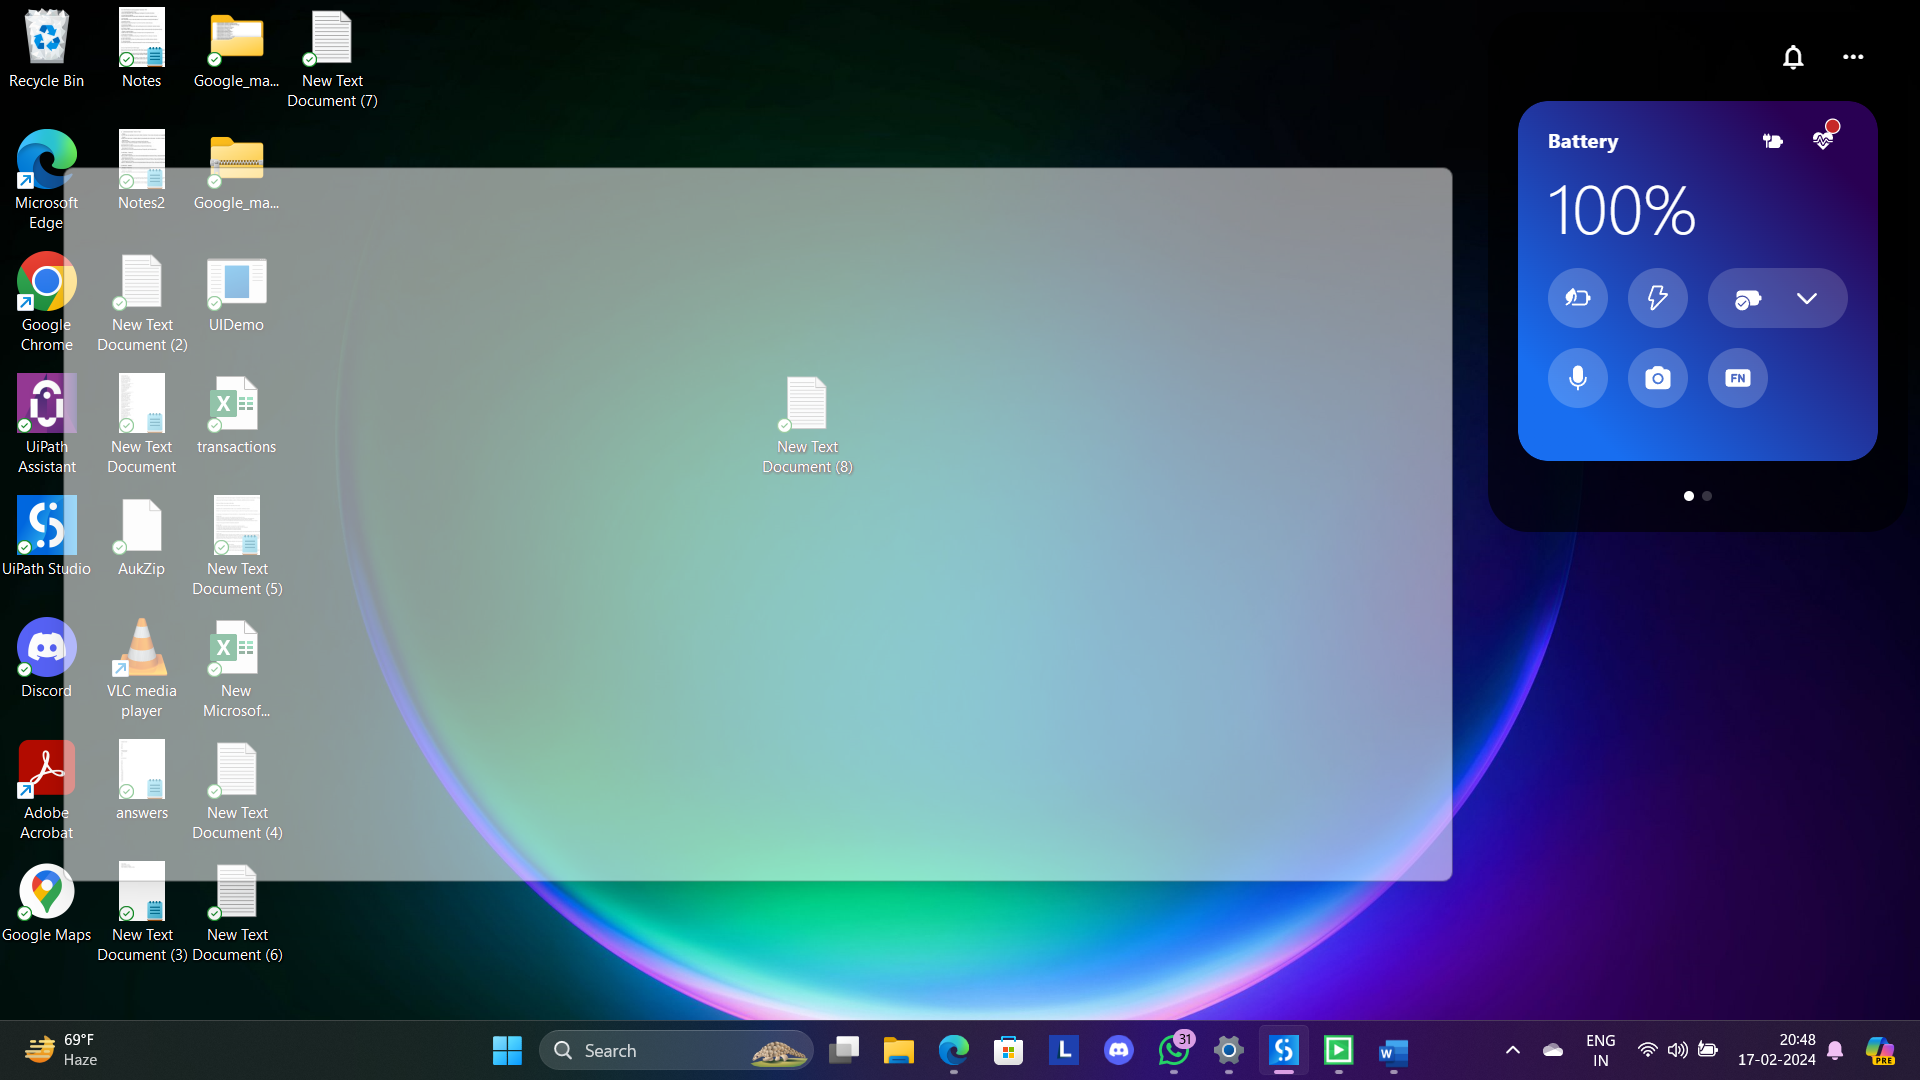 Recycle Bin
Notes
Google_ma...
New Text
Document (7)
Microsoft
Edge
Notes2
Google_ma...
Google
Chrome
New Text
Document (2)
UIDemo
UiPath
Assistant
New Text
Document
transactions
New Text
Document (8)
UiPath Studio
AukZip
New Text
Document (5)
Discord
VLC media
player
New
Microsof...
Adobe
Acrobat
answers
New Text
Document (4)
Google Maps
New Text
Document (3)
New Text
Document (6)
Battery
100%
FN
69°F
Haze
Search
L
31
W
ENG
IN
20:48
17-02-2024
PRE